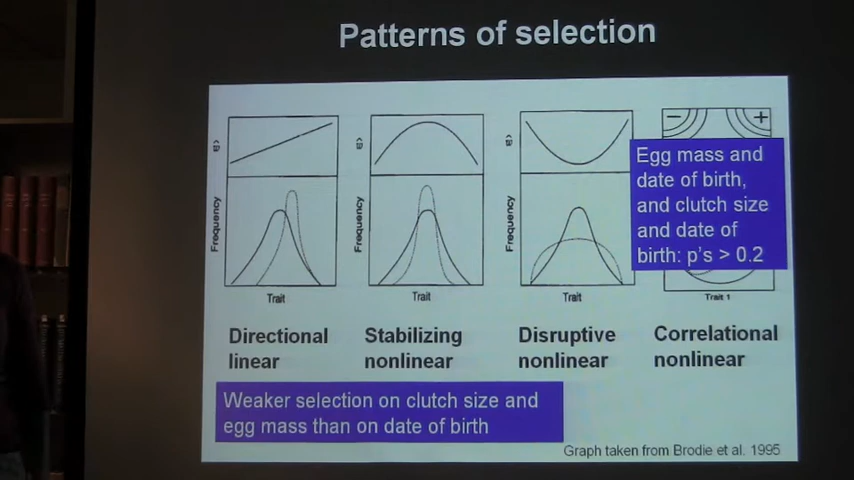 Patterns of selection
ω
ω
− +
Frequency
Frequency
Frequency
Egg mass and
date of birth,
and clutch size
and date of
birth: p's > 0.2
Trait
Trait
Trait
Trait 1
Directional
linear
Stabilizing
nonlinear
Disruptive
nonlinear
Correlational
nonlinear
Weaker selection on clutch size and
egg mass than on date of birth
Graph taken from Brodie et al. 1995